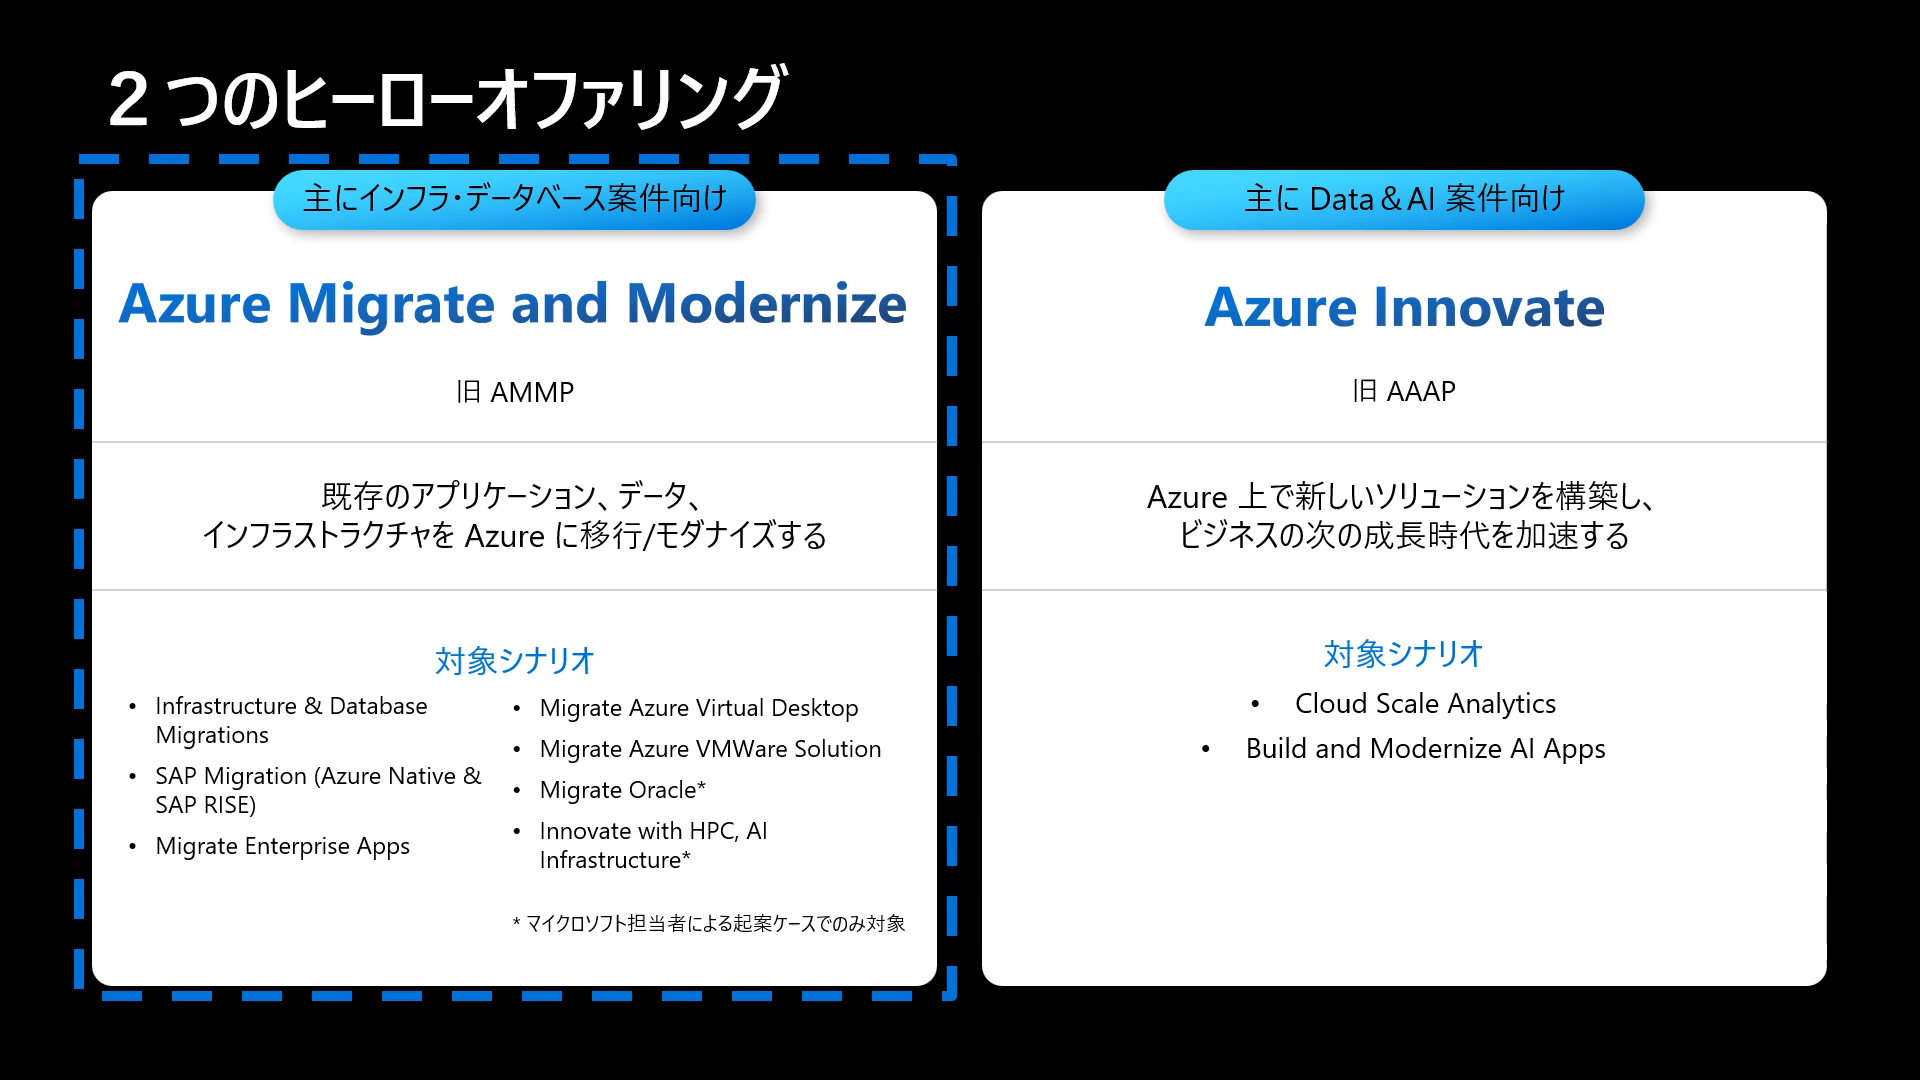 2 つのヒーローオファリング
主にインフラ・データベース案件向け
Azure Migrate and Modernize
旧 AMMP
既存のアプリケーション、データ、
インフラストラクチャを Azure に移行/モダナイズする
対象シナリオ
• Infrastructure & Database
Migrations
• SAP Migration (Azure Native &
SAP RISE)
• Migrate Enterprise Apps
• Migrate Azure Virtual Desktop
• Migrate Azure VMWare Solution
• Migrate Oracle*
• Innovate with HPC, AI
Infrastructure*
* マイクロソフト担当者による起案ケースでのみ対象
主に Data&AI 案件向け
Azure Innovate
旧 AAAP
Azure 上で新しいソリューションを構築し、
ビジネスの次の成長時代を加速する
対象シナリオ
• Cloud Scale Analytics
• Build and Modernize AI Apps